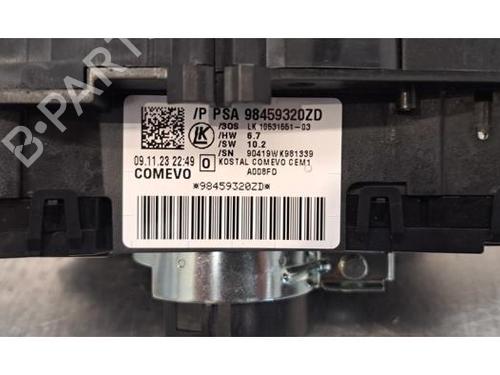 /P PSA 98459320ZD
/3OS LK 10531551-03
/HW 6.7
/SW 10.2
/SN 90419WK981339
09.11.23 22:49 O KOSTAL COMEVO CEM1
COMEVO A008FD
*98459320ZD*
B-PARTS